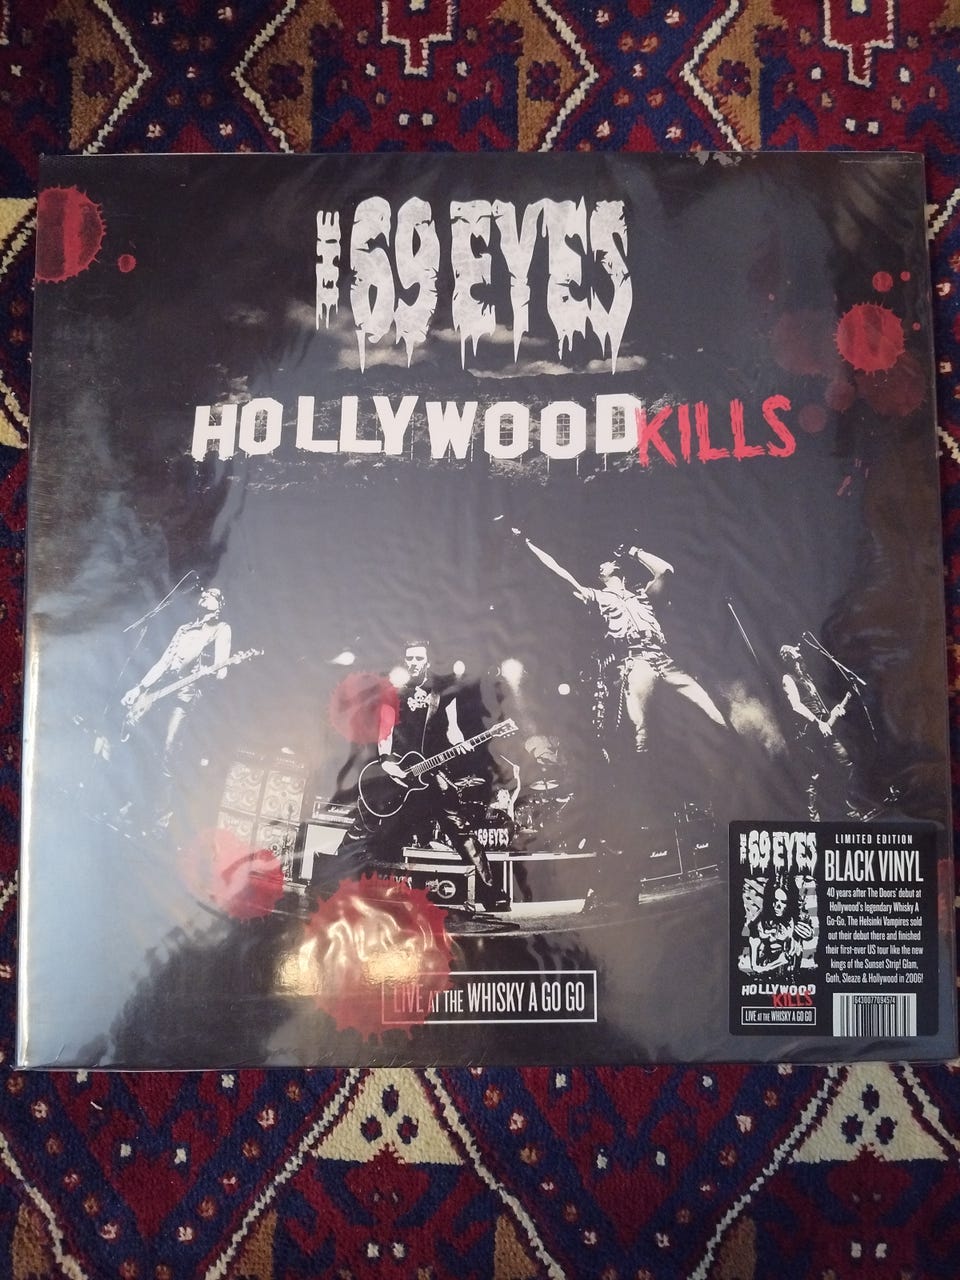 THE 69 EYES
HOLLYWOOD KILLS
69 EYES
LIVE AT THE WHISKY A GO GO
THE 69 EYES
HOLLYWOOD
KILLS
LIVE AT THE WHISKY A GO GO
LIMITED EDITION
BLACK VINYL
40 years after The Doors' debut at
Hollywood's legendary Whisky A
Go-Go, The Helsinki Vampires sold
out their debut there and finished
their first-ever US tour like the new
kings of the Sunset Strip! Glam,
Goth, Sleaze & Hollywood in 2006!
6430077094574